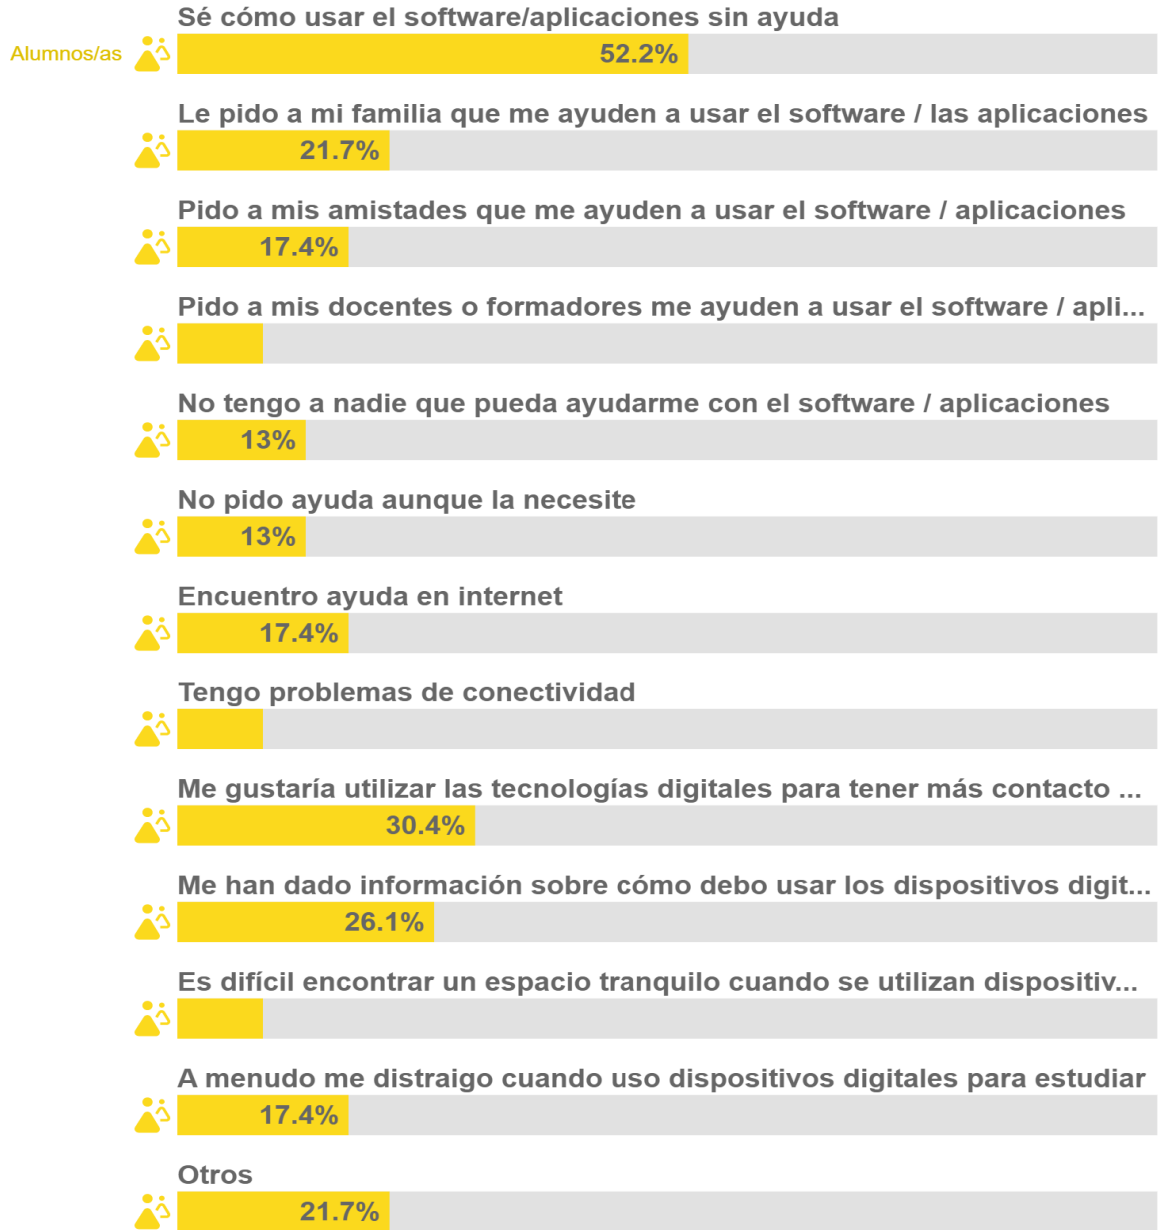 Sé cómo usar el software/aplicaciones sin ayuda
Alumnos/as
52.2%
Le pido a mi familia que me ayuden a usar el software / las aplicaciones
21.7%
Pido a mis amistades que me ayuden a usar el software / aplicaciones
17.4%
Pido a mis docentes o formadores me ayuden a usar el software / apli...
No tengo a nadie que pueda ayudarme con el software / aplicaciones
13%
No pido ayuda aunque la necesite
13%
Encuentro ayuda en internet
17.4%
Tengo problemas de conectividad
Me gustaría utilizar las tecnologías digitales para tener más contacto ...
30.4%
Me han dado información sobre cómo debo usar los dispositivos digit...
26.1%
Es difícil encontrar un espacio tranquilo cuando se utilizan dispositiv...
A menudo me distraigo cuando uso dispositivos digitales para estudiar
17.4%
Otros
21.7%